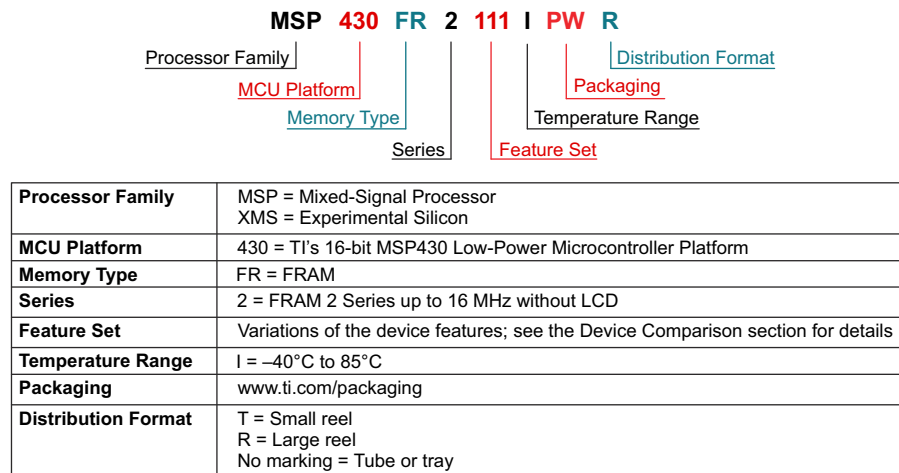 MSP 430 FR 2 111 I PW R
Processor Family
Distribution Format
MCU Platform
Packaging
Memory Type
Temperature Range
Series
Feature Set
Processor Family MSP = Mixed-Signal Processor
XMS = Experimental Silicon
MCU Platform 430 = TI's 16-bit MSP430 Low-Power Microcontroller Platform
Memory Type FR = FRAM
Series 2 = FRAM 2 Series up to 16 MHz without LCD
Feature Set Variations of the device features; see the Device Comparison section for details
Temperature Range I = –40°C to 85°C
Packaging www.ti.com/packaging
Distribution Format T = Small reel
R = Large reel
No marking = Tube or tray